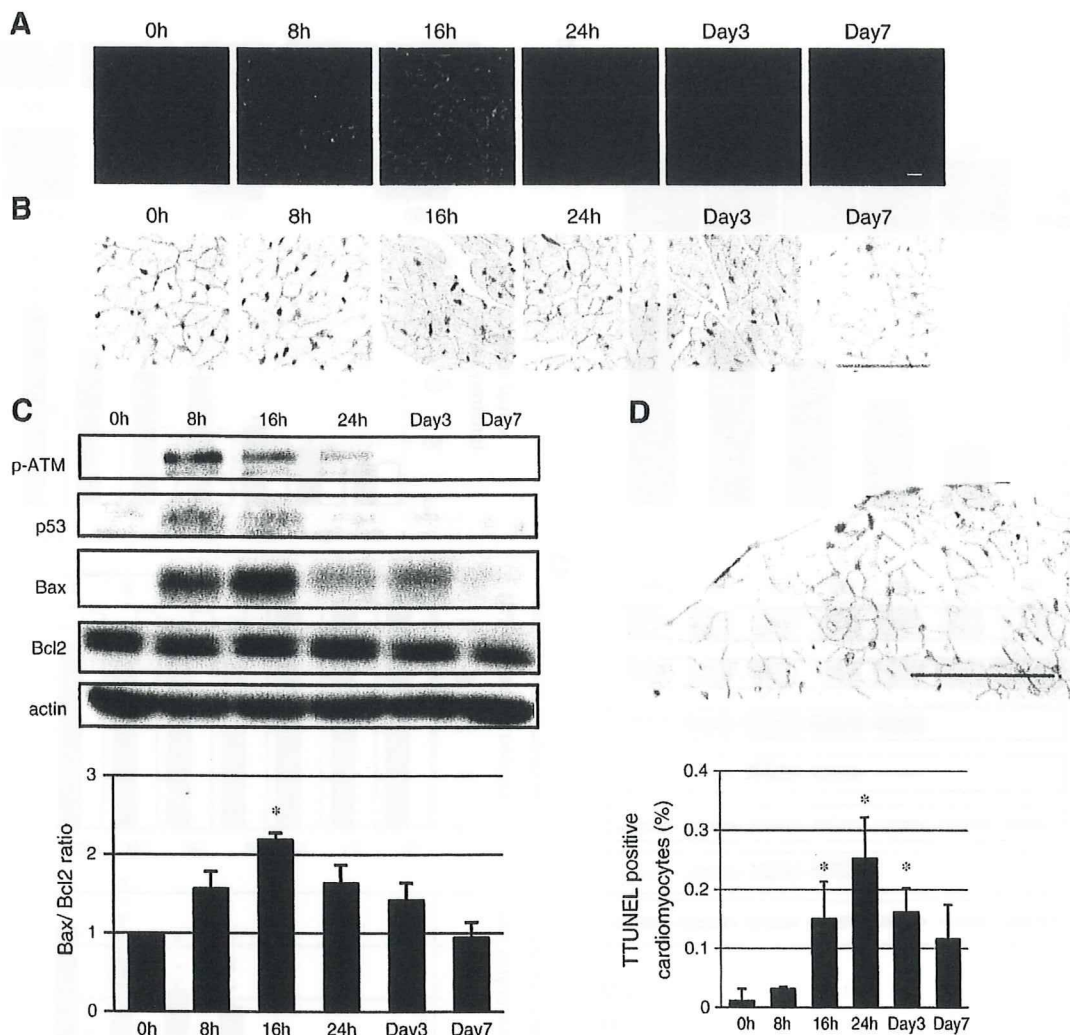 A
0h 8h 16h 24h Day3 Day7
B
0h 8h 16h 24h Day3 Day7
C
0h 8h 16h 24h Day3 Day7
p-ATM
p53
Bax
Bcl2
actin
3
2
1
0
*
Bax/ Bcl2 ratio
0h 8h 16h 24h Day3 Day7
D
0.4
0.3
0.2
0.1
0
* * *
TTUNEL positive
cardiomyocytes (%)
0h 8h 16h 24h Day3 Day7